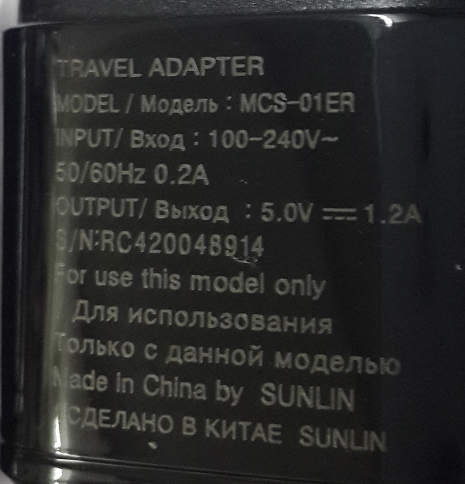 TRAVEL ADAPTER
MODEL / Модель : MCS-01ER
INPUT/ Вход : 100-240V~
50/60Hz 0.2A
OUTPUT/ Выход : 5.0V ⎓ 1.2A
S/N:RC420048914
For use this model only
Для использования
Только с данной моделью
Made in China by SUNLIN
СДЕЛАНО В КИТАЕ SUNLIN